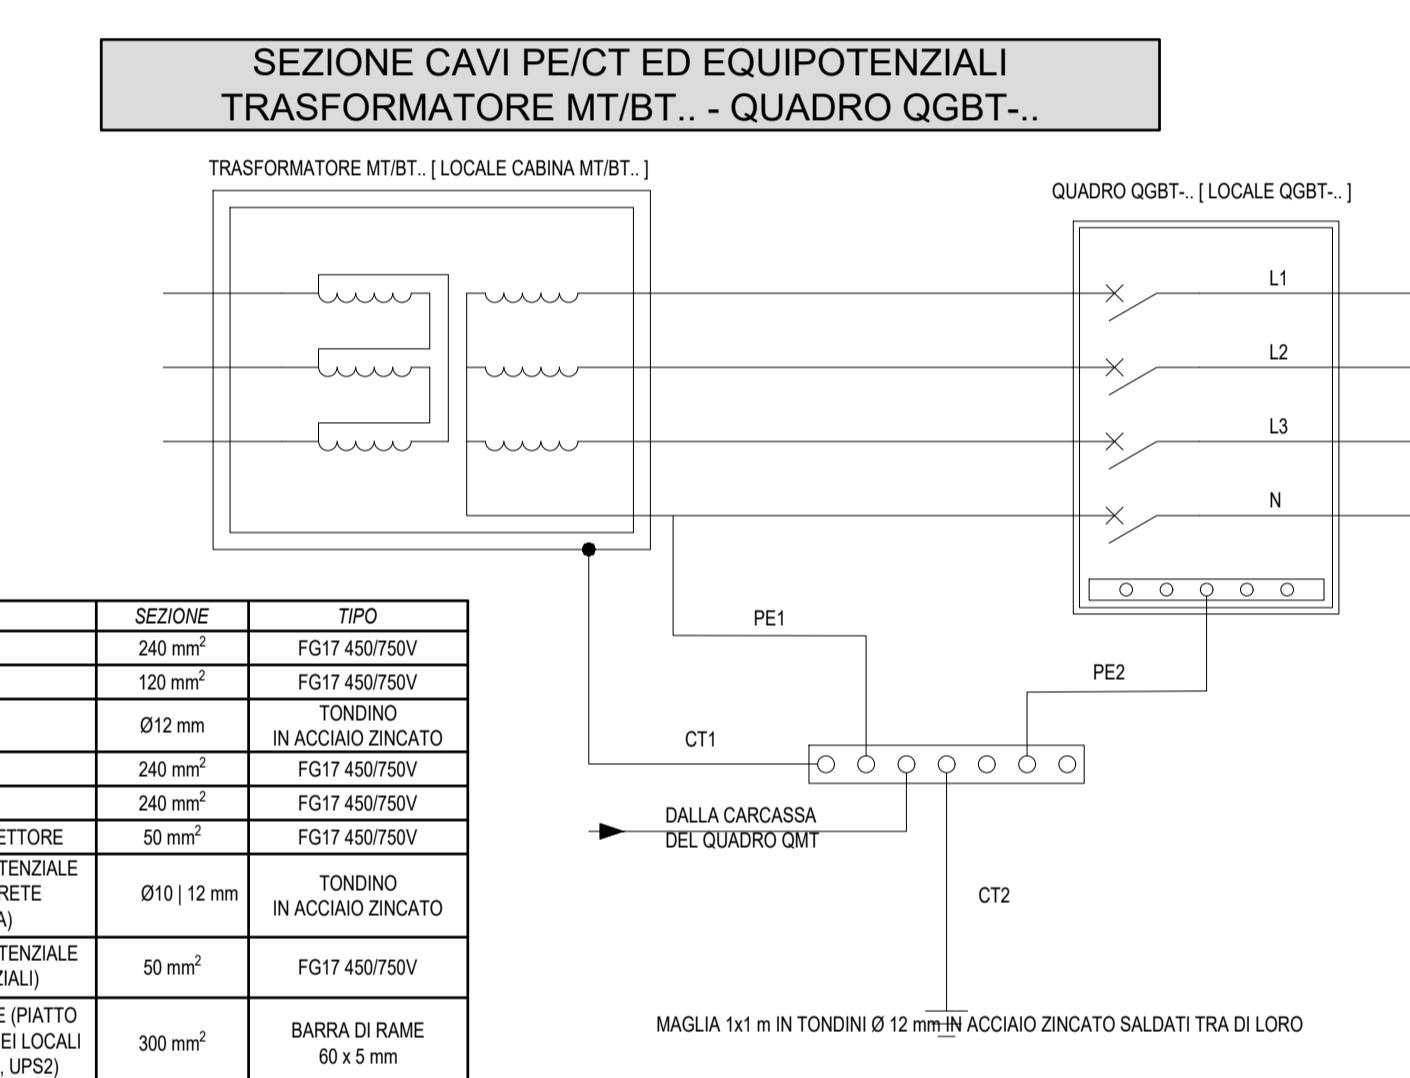 SEZIONE CAVI PE/CT ED EQUIPOTENZIALI
TRASFORMATORE MT/BT.. - QUADRO QGBT-..
TRASFORMATORE MT/BT.. [ LOCALE CABINA MT/BT.. ]
QUADRO QGBT-.. [ LOCALE QGBT-.. ]
L1
L2
L3
N
PE1
PE2
CT1
DALLA CARCASSA
DEL QUADRO QMT
CT2
MAGLIA 1x1 m IN TONDINI Ø 12 mm IN ACCIAIO ZINCATO SALDATI TRA DI LORO
SEZIONE TIPO
240 mm² FG17 450/750V
120 mm² FG17 450/750V
Ø12 mm TONDINO
IN ACCIAIO ZINCATO
240 mm² FG17 450/750V
240 mm² FG17 450/750V
ETTORE 50 mm² FG17 450/750V
TENZIALE
RETE
A)
Ø10 | 12 mm TONDINO
IN ACCIAIO ZINCATO
TENZIALE
ZIALI)
50 mm² FG17 450/750V
E (PIATTO
EI LOCALI
, UPS2)
300 mm² BARRA DI RAME
60 x 5 mm